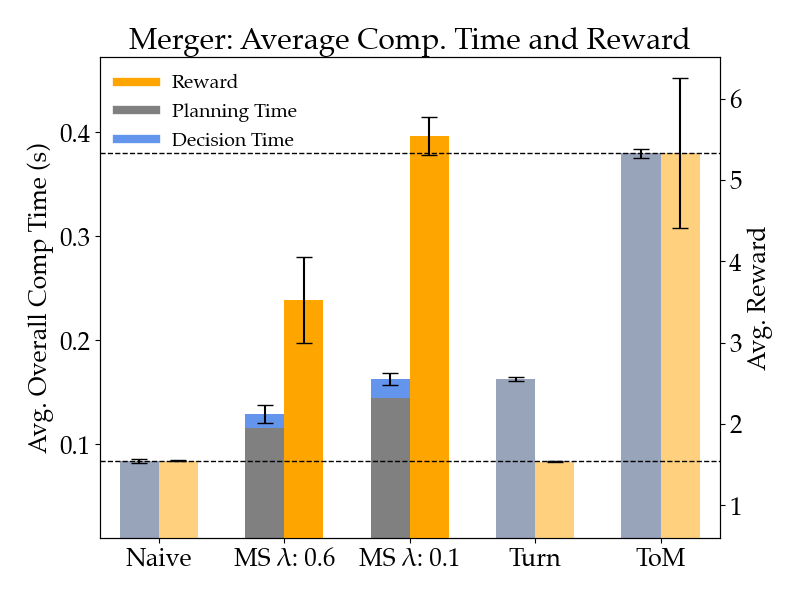 Merger: Average Comp. Time and Reward
Reward
Planning Time
Decision Time
Avg. Overall Comp Time (s)
0.4
0.3
0.2
0.1
6
5
4
3
2
1
Avg. Reward
Naive
MS λ: 0.6
MS λ: 0.1
Turn
ToM